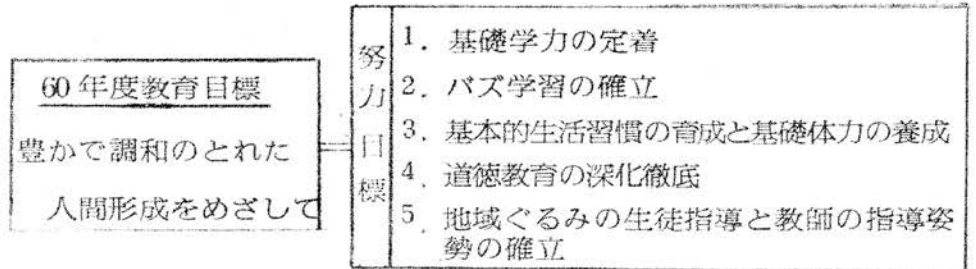 60年度教育目標
豊かで調和のとれた
人間形成をめざして
努力目標
1. 基礎学力の定着
2. バズ学習の確立
3. 基本的生活習慣の育成と基礎体力の養成
4. 道徳教育の深化徹底
5. 地域ぐるみの生徒指導と教師の指導姿
勢の確立